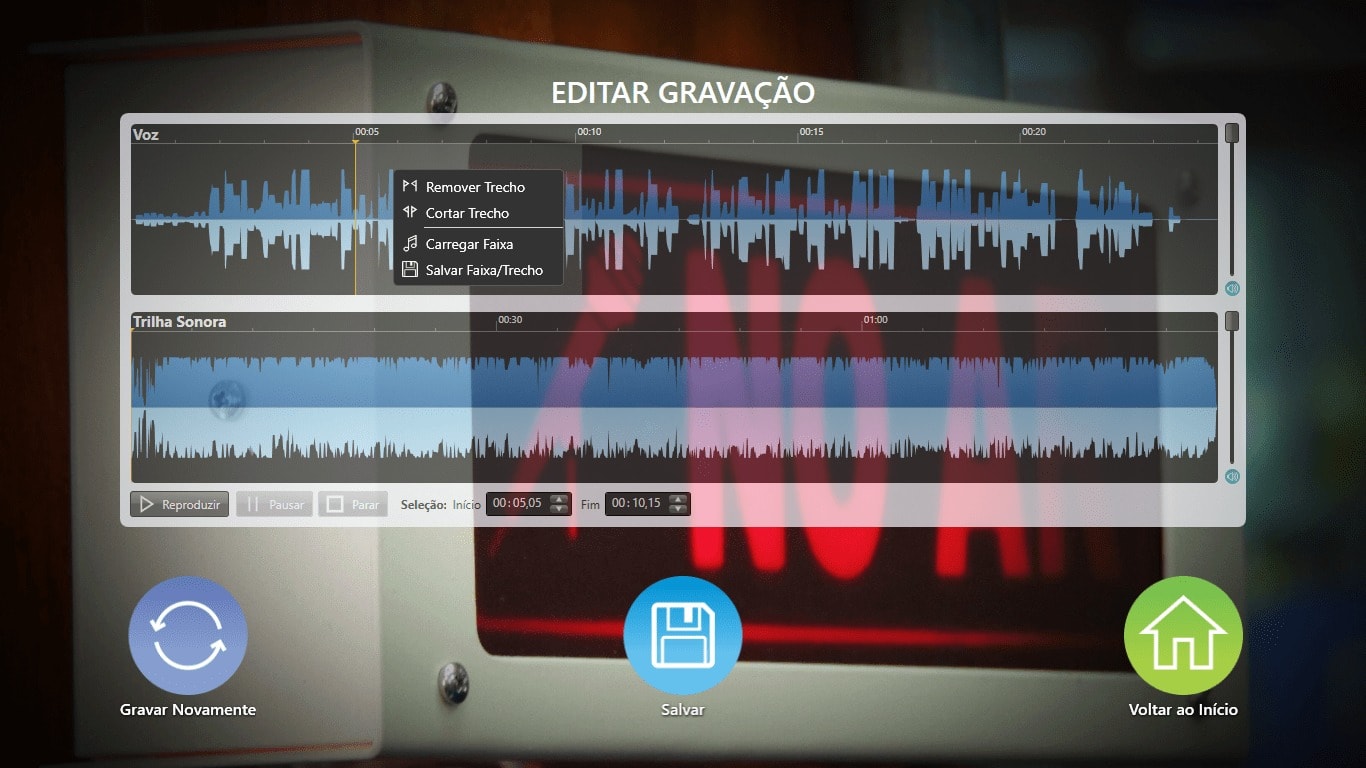 EDITAR GRAVAÇÃO
Voz
00:05
00:10
00:15
00:20
Remover Trecho
Cortar Trecho
Carregar Faixa
Salvar Faixa/Trecho
Trilha Sonora
00:30
01:00
NO A
Reproduzir
Pausar
Parar
Seleção: Início 00:05,05 Fim 00:10,15
Gravar Novamente
Salvar
Voltar ao Início